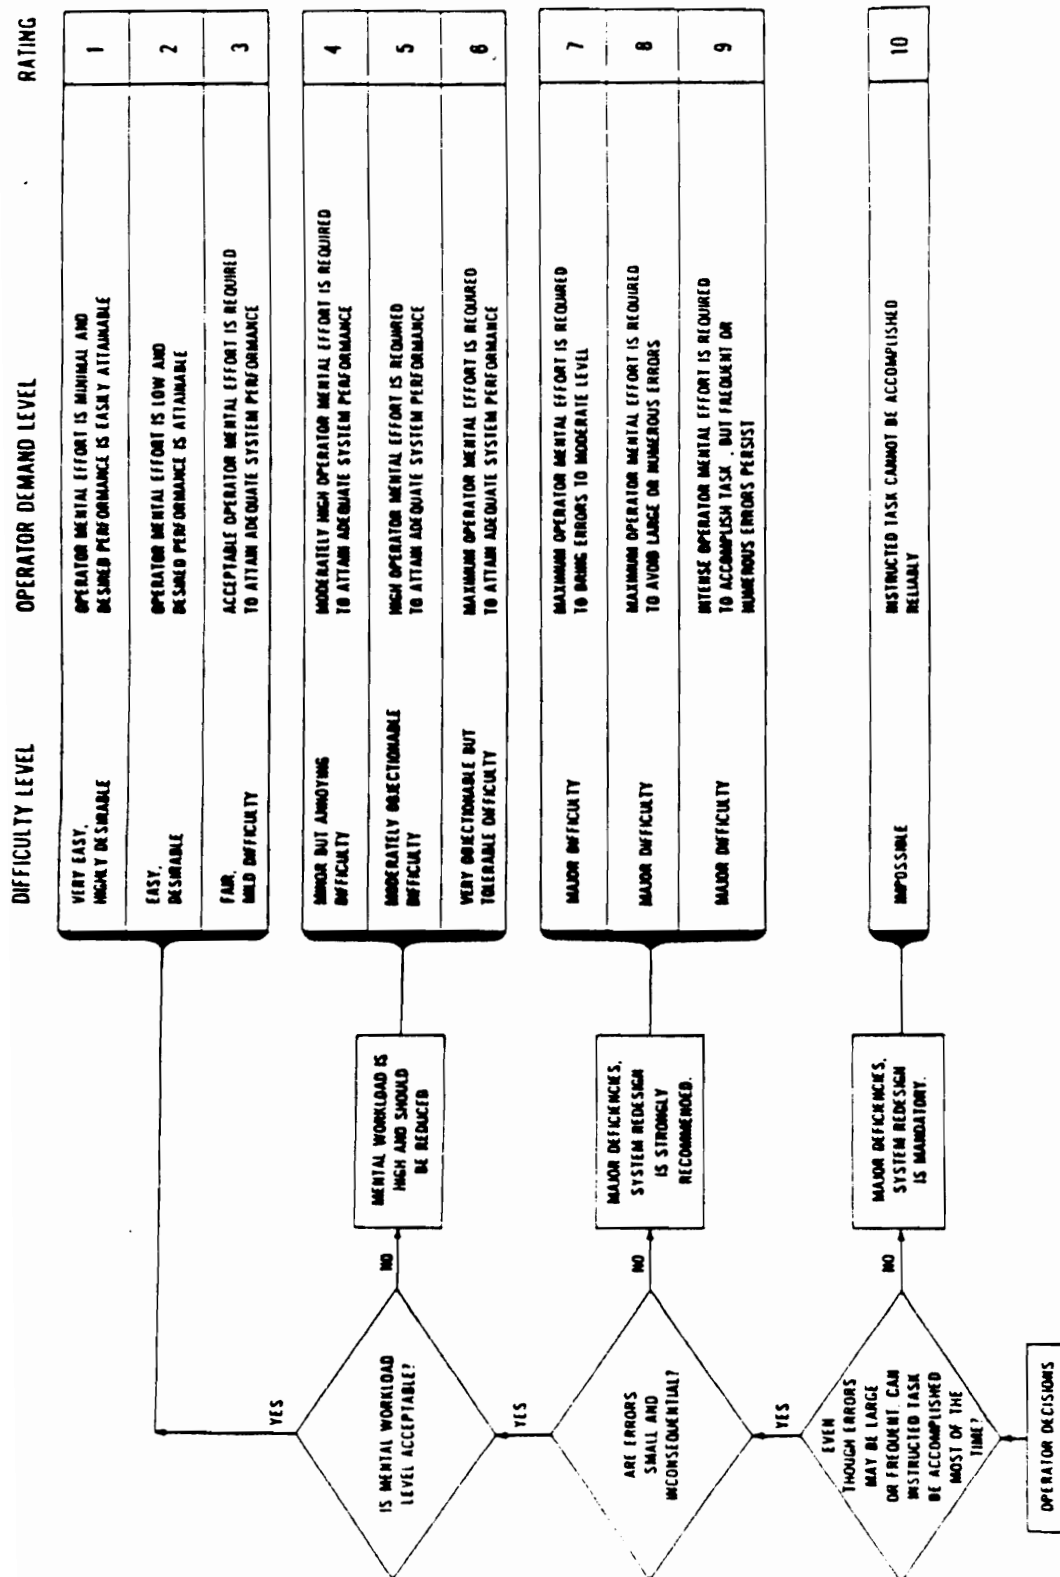 DIFFICULTY LEVEL
OPERATOR DEMAND LEVEL
RATING
VERY EASY,
HIGHLY DESIRABLE
OPERATOR MENTAL EFFORT IS MINIMAL AND
DESIRED PERFORMANCE IS EASILY ATTAINABLE
1
EASY,
DESIRABLE
OPERATOR MENTAL EFFORT IS LOW AND
DESIRED PERFORMANCE IS ATTAINABLE
2
FAIR,
MILD DIFFICULTY
ACCEPTABLE OPERATOR MENTAL EFFORT IS REQUIRED
TO ATTAIN ADEQUATE SYSTEM PERFORMANCE
3
YES
IS MENTAL WORKLOAD
LEVEL ACCEPTABLE?
NO
MENTAL WORKLOAD IS
HIGH AND SHOULD
BE REDUCED
MINOR BUT ANNOYING
DIFFICULTY
MODERATELY HIGH OPERATOR MENTAL EFFORT IS REQUIRED
TO ATTAIN ADEQUATE SYSTEM PERFORMANCE
4
MODERATELY OBJECTIONABLE
DIFFICULTY
HIGH OPERATOR MENTAL EFFORT IS REQUIRED
TO ATTAIN ADEQUATE SYSTEM PERFORMANCE
5
VERY OBJECTIONABLE BUT
TOLERABLE DIFFICULTY
MAXIMUM OPERATOR MENTAL EFFORT IS REQUIRED
TO ATTAIN ADEQUATE SYSTEM PERFORMANCE
6
YES
ARE ERRORS
SMALL AND
INCONSEQUENTIAL?
NO
MAJOR DEFICIENCIES,
SYSTEM REDESIGN
IS STRONGLY
RECOMMENDED.
MAJOR DIFFICULTY
MAXIMUM OPERATOR MENTAL EFFORT IS REQUIRED
TO BRING ERRORS TO MODERATE LEVEL
7
MAJOR DIFFICULTY
MAXIMUM OPERATOR MENTAL EFFORT IS REQUIRED
TO AVOID LARGE OR NUMEROUS ERRORS
8
MAJOR DIFFICULTY
INTENSE OPERATOR MENTAL EFFORT IS REQUIRED
TO ACCOMPLISH TASK , BUT FREQUENT OR
NUMEROUS ERRORS PERSIST
9
YES
EVEN
THOUGH ERRORS
MAY BE LARGE
OR FREQUENT, CAN
INSTRUCTED TASK
BE ACCOMPLISHED
MOST OF THE
TIME?
NO
MAJOR DEFICIENCIES,
SYSTEM REDESIGN
IS MANDATORY.
IMPOSSIBLE
INSTRUCTED TASK CANNOT BE ACCOMPLISHED
RELIABLY
10
OPERATOR DECISIONS